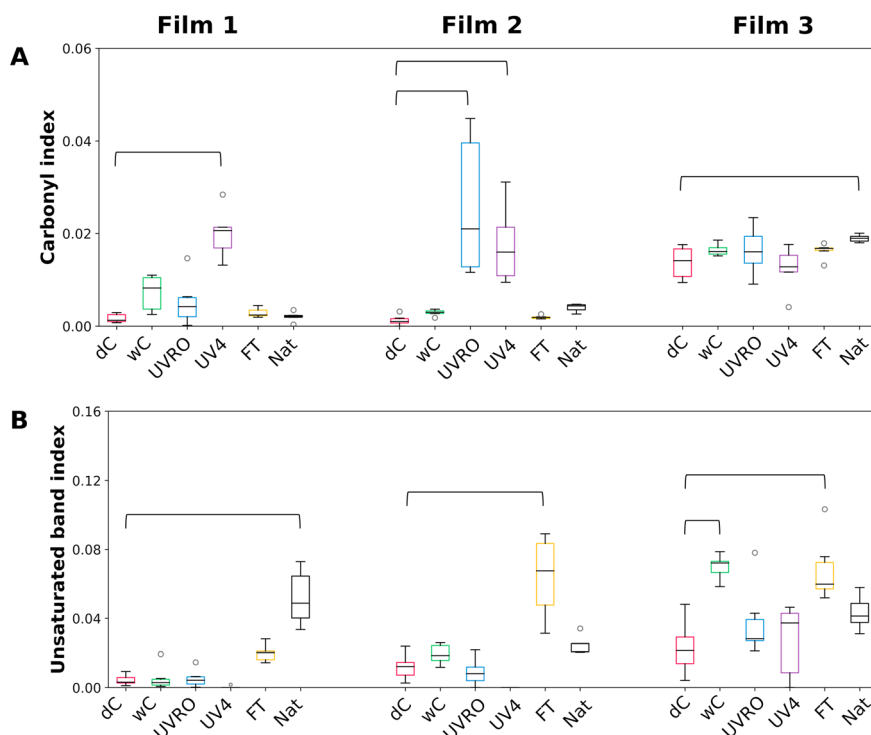 Film 1 Film 2 Film 3
A
Carbonyl index
0.06
0.04
0.02
0.00
dC wC UVRO UV4 FT Nat dC wC UVRO UV4 FT Nat dC wC UVRO UV4 FT Nat
B
Unsaturated band index
0.16
0.12
0.08
0.04
0.00
dC wC UVRO UV4 FT Nat dC wC UVRO UV4 FT Nat dC wC UVRO UV4 FT Nat